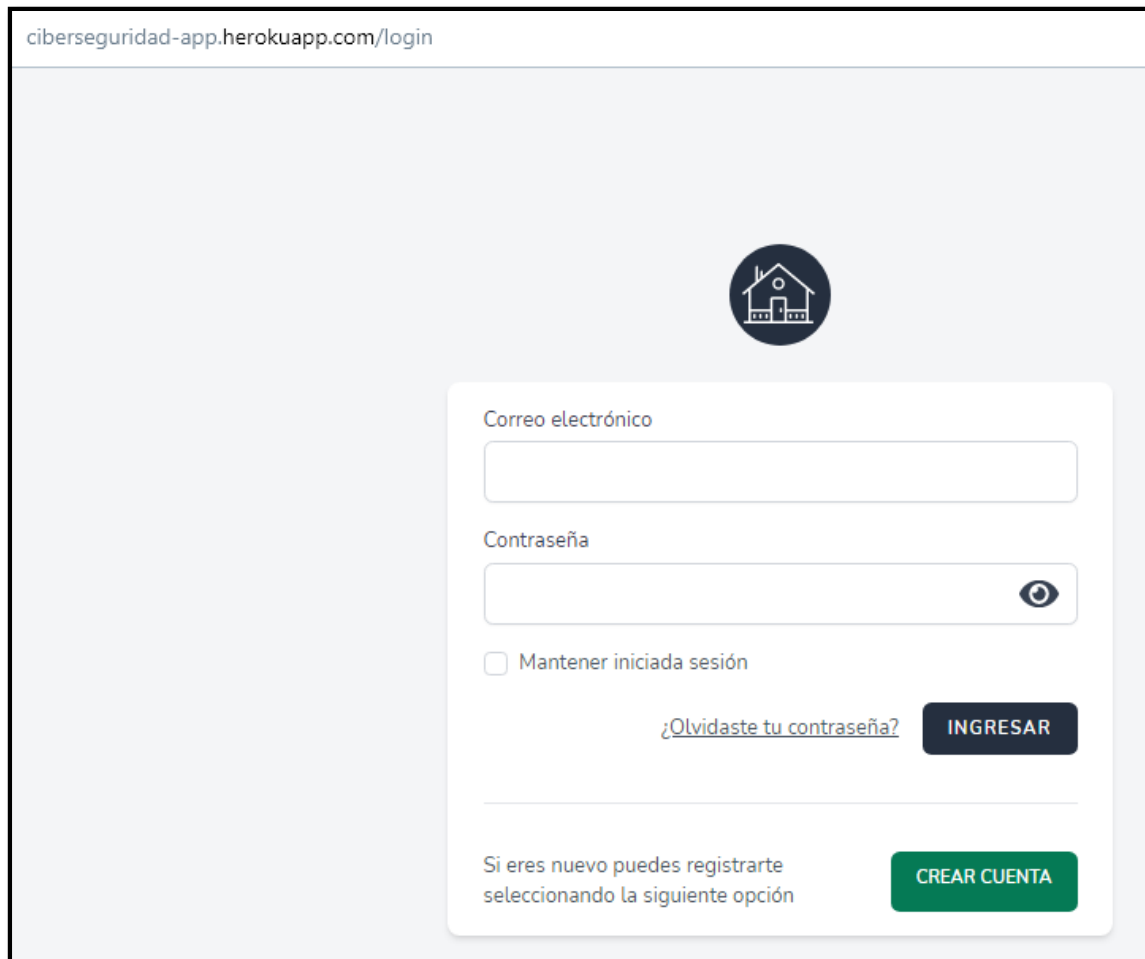 ciberseguridad-app.herokuapp.com/login
Correo electrónico
Contraseña
Mantener iniciada sesión
¿Olvidaste tu contraseña?
INGRESAR
Si eres nuevo puedes registrarte
seleccionando la siguiente opción
CREAR CUENTA